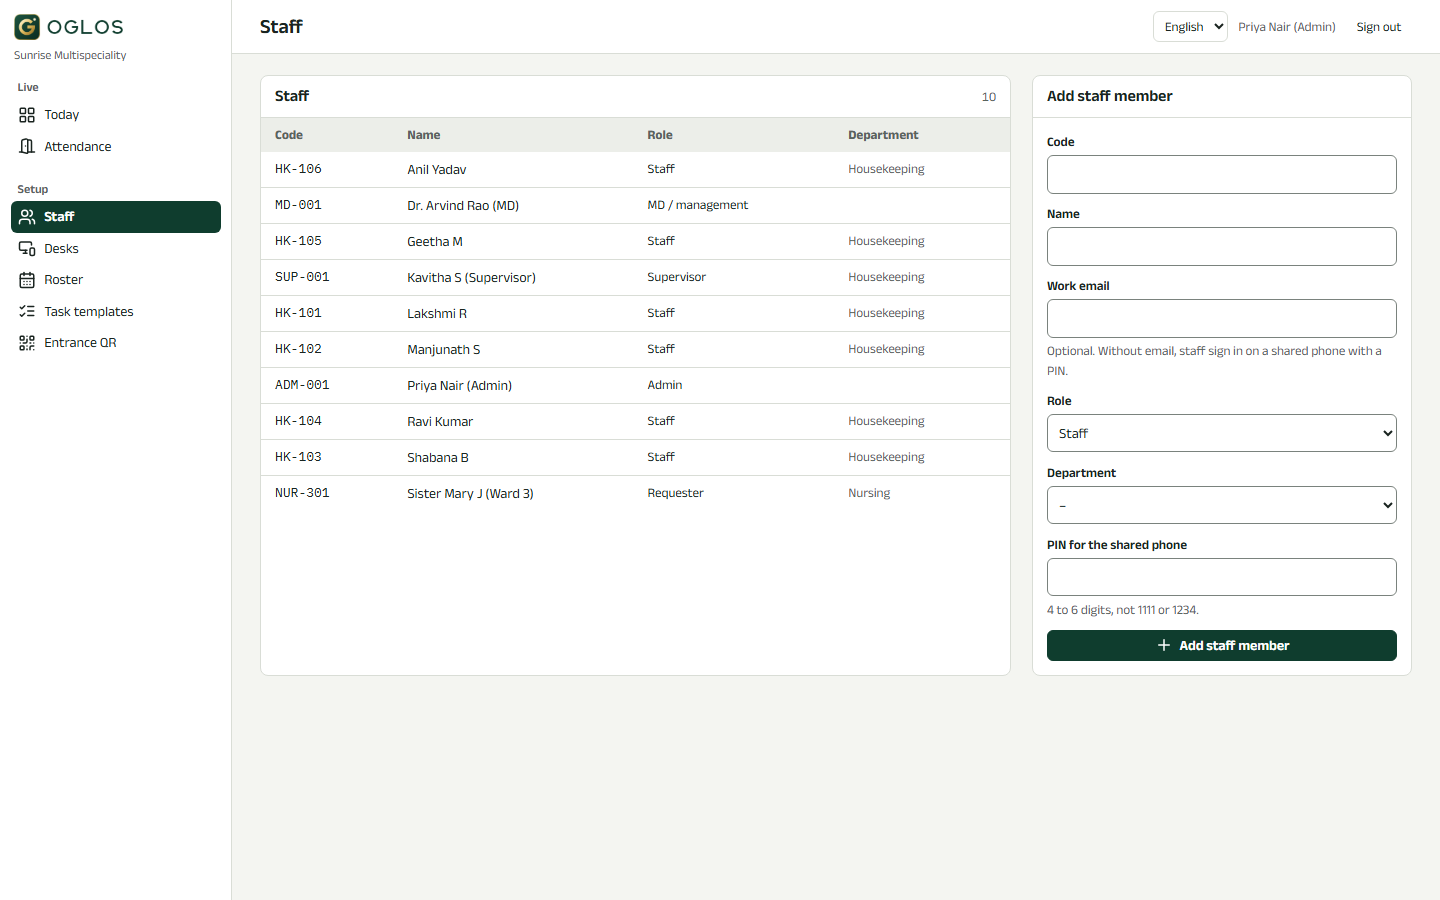 OGLOS
Sunrise Multispeciality
Live
Today
Attendance
Setup
Staff
Desks
Roster
Task templates
Entrance QR
Staff
English
Priya Nair (Admin)
Sign out
Staff 10
Code Name Role Department
HK-106 Anil Yadav Staff Housekeeping
MD-001 Dr. Arvind Rao (MD) MD / management
HK-105 Geetha M Staff Housekeeping
SUP-001 Kavitha S (Supervisor) Supervisor Housekeeping
HK-101 Lakshmi R Staff Housekeeping
HK-102 Manjunath S Staff Housekeeping
ADM-001 Priya Nair (Admin) Admin
HK-104 Ravi Kumar Staff Housekeeping
HK-103 Shabana B Staff Housekeeping
NUR-301 Sister Mary J (Ward 3) Requester Nursing
Add staff member
Code
Name
Work email
Optional. Without email, staff sign in on a shared phone with a
PIN.
Role
Staff
Department
–
PIN for the shared phone
4 to 6 digits, not 1111 or 1234.
Add staff member